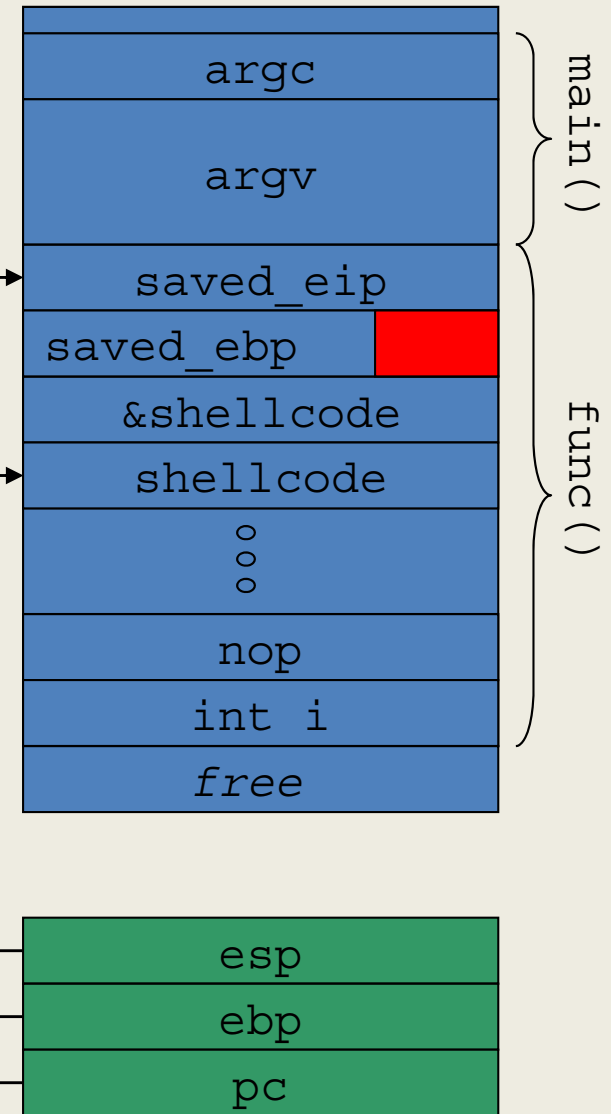 argc
main()
argv
saved_eip
saved_ebp
&shellcode
func()
shellcode
nop
int i
free
esp
ebp
pc